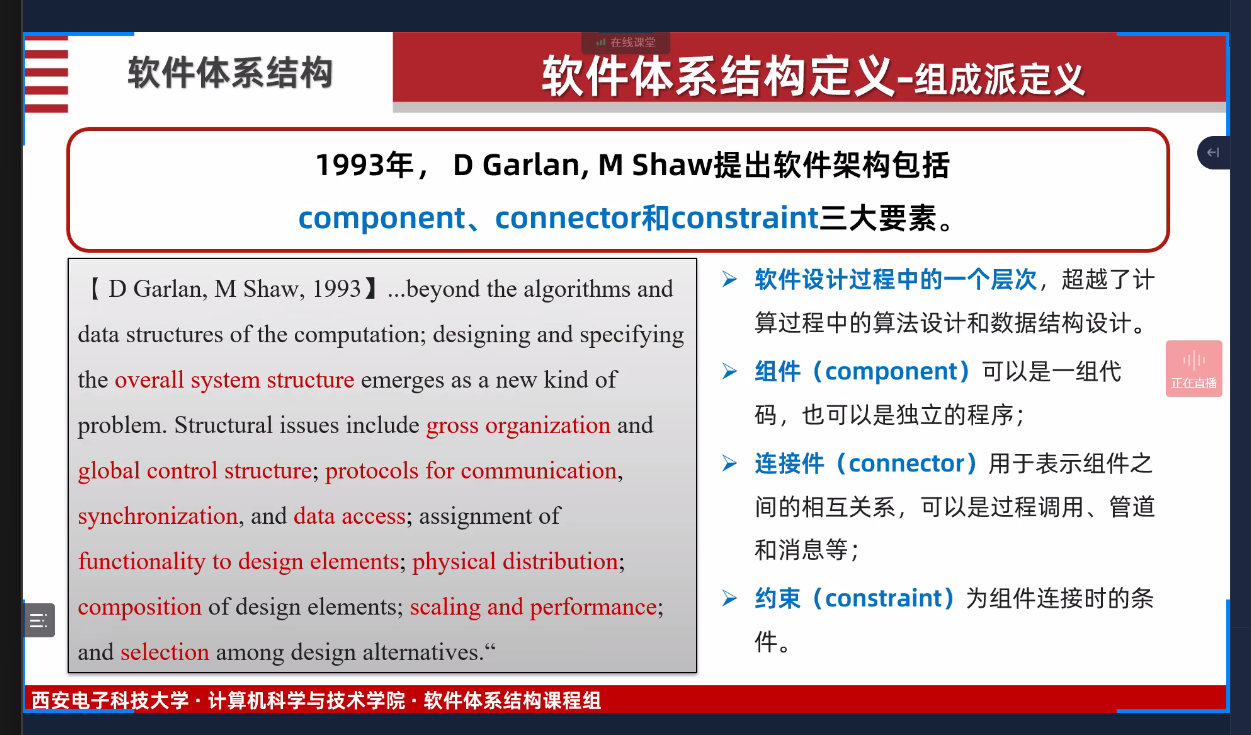 在线课堂
软件体系结构
软件体系结构定义-组成派定义
1993年， D Garlan, M Shaw提出软件架构包括
component、connector和constraint三大要素。
【 D Garlan, M Shaw, 1993】...beyond the algorithms and
data structures of the computation; designing and specifying
the overall system structure emerges as a new kind of
problem. Structural issues include gross organization and
global control structure; protocols for communication,
synchronization, and data access; assignment of
functionality to design elements; physical distribution;
composition of design elements; scaling and performance;
and selection among design alternatives.“
软件设计过程中的一个层次，超越了计
算过程中的算法设计和数据结构设计。
组件（component）可以是一组代
码，也可以是独立的程序；
连接件（connector）用于表示组件之
间的相互关系，可以是过程调用、管道
和消息等；
约束（constraint）为组件连接时的条
件。
正在直播
西安电子科技大学 · 计算机科学与技术学院 · 软件体系结构课程组